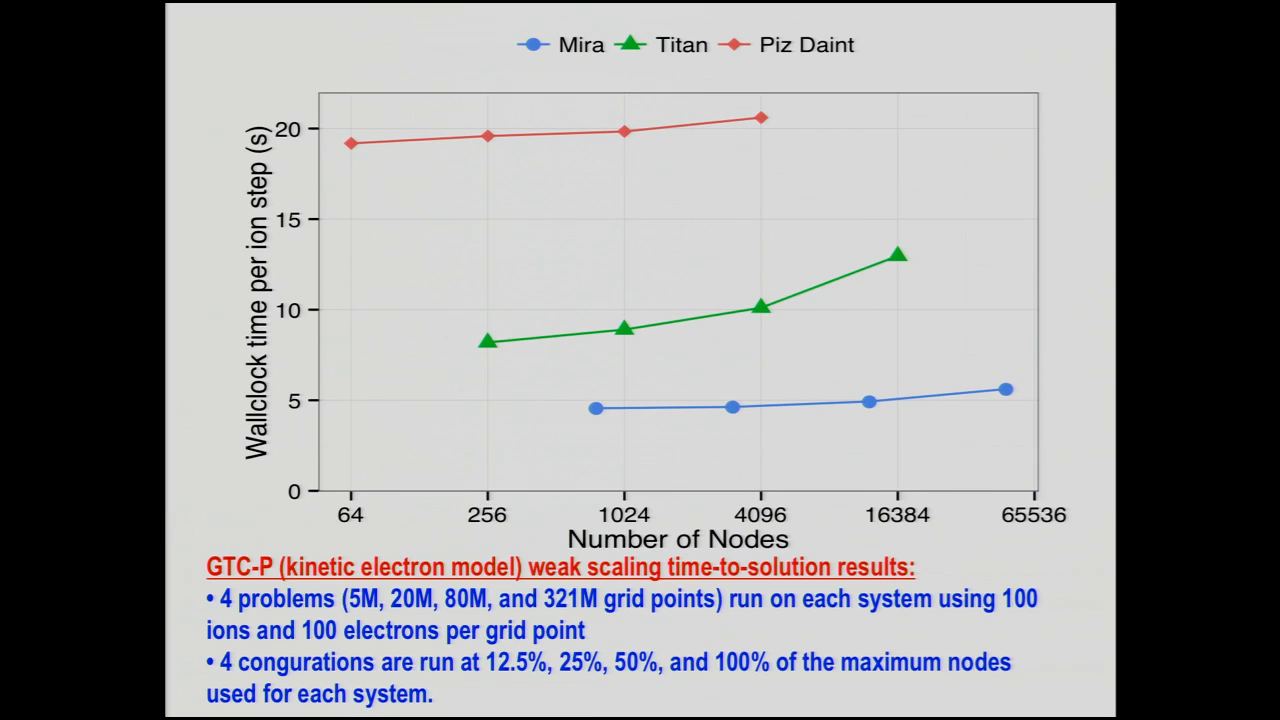 Mira Titan Piz Daint
Wallclock time per ion step (s)
20
15
10
5
0
64 256 1024 4096 16384 65536
Number of Nodes
GTC-P (kinetic electron model) weak scaling time-to-solution results:
• 4 problems (5M, 20M, 80M, and 321M grid points) run on each system using 100
ions and 100 electrons per grid point
• 4 congurations are run at 12.5%, 25%, 50%, and 100% of the maximum nodes
used for each system.